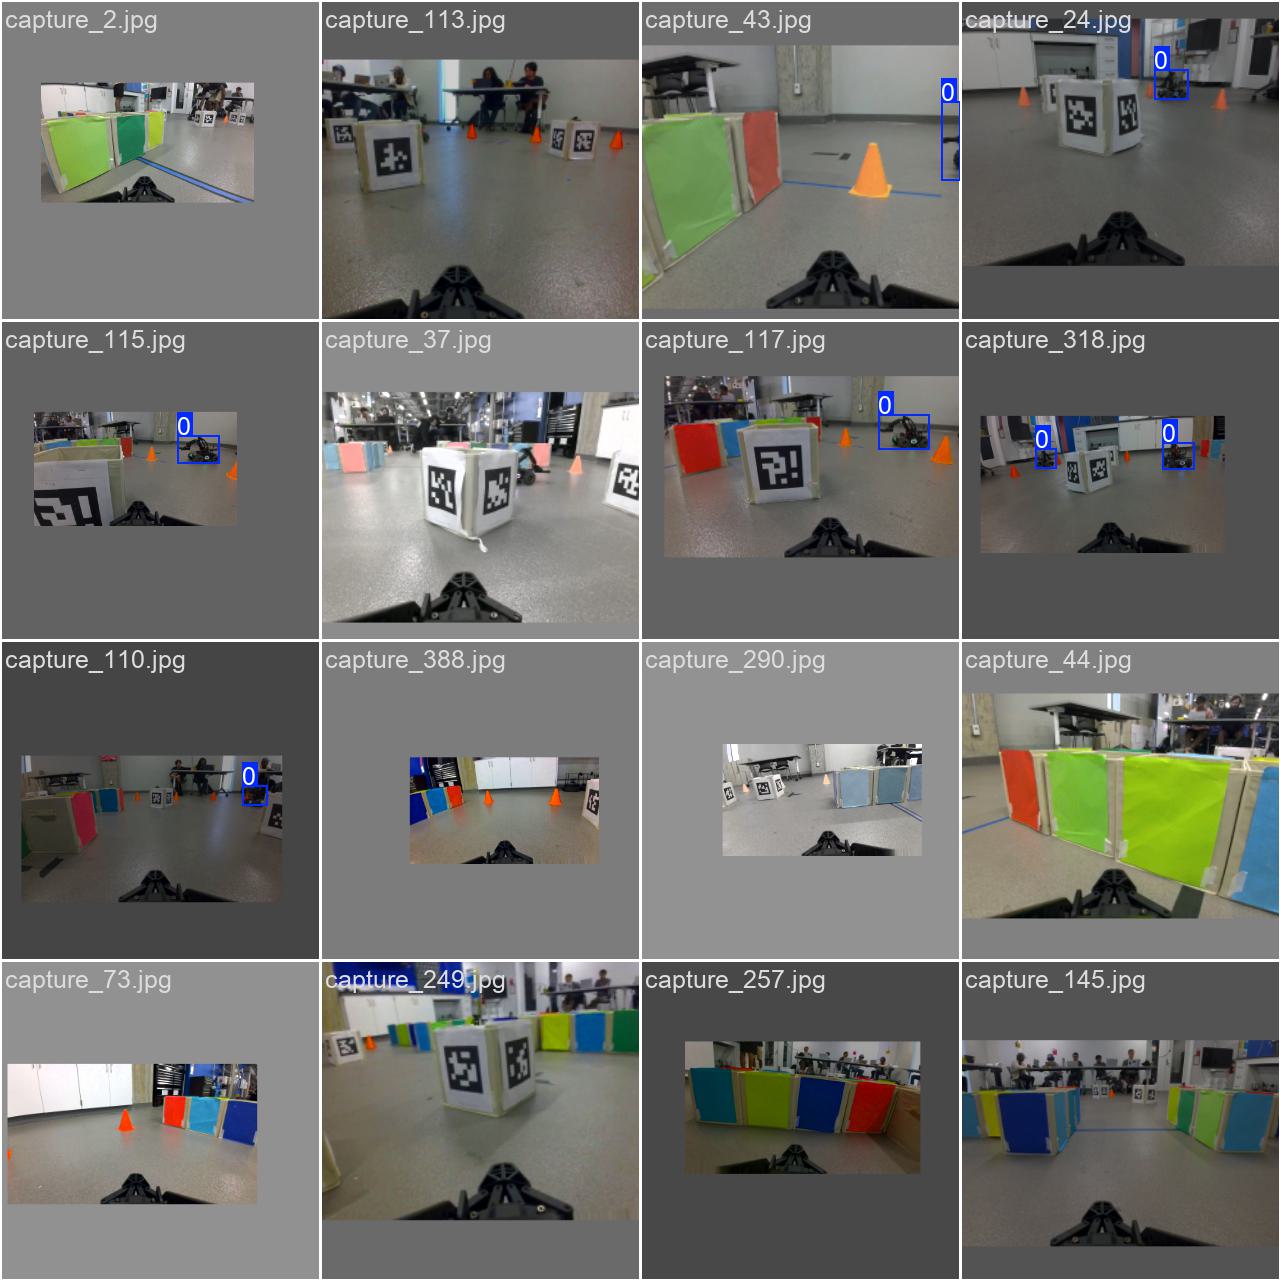 capture_2.jpg
capture_113.jpg
capture_43.jpg
0
capture_24.jpg
0
capture_115.jpg
0
capture_37.jpg
capture_117.jpg
0
?!
capture_318.jpg
0
0
capture_110.jpg
0
capture_388.jpg
capture_290.jpg
capture_44.jpg
capture_73.jpg
capture_249.jpg
capture_257.jpg
capture_145.jpg